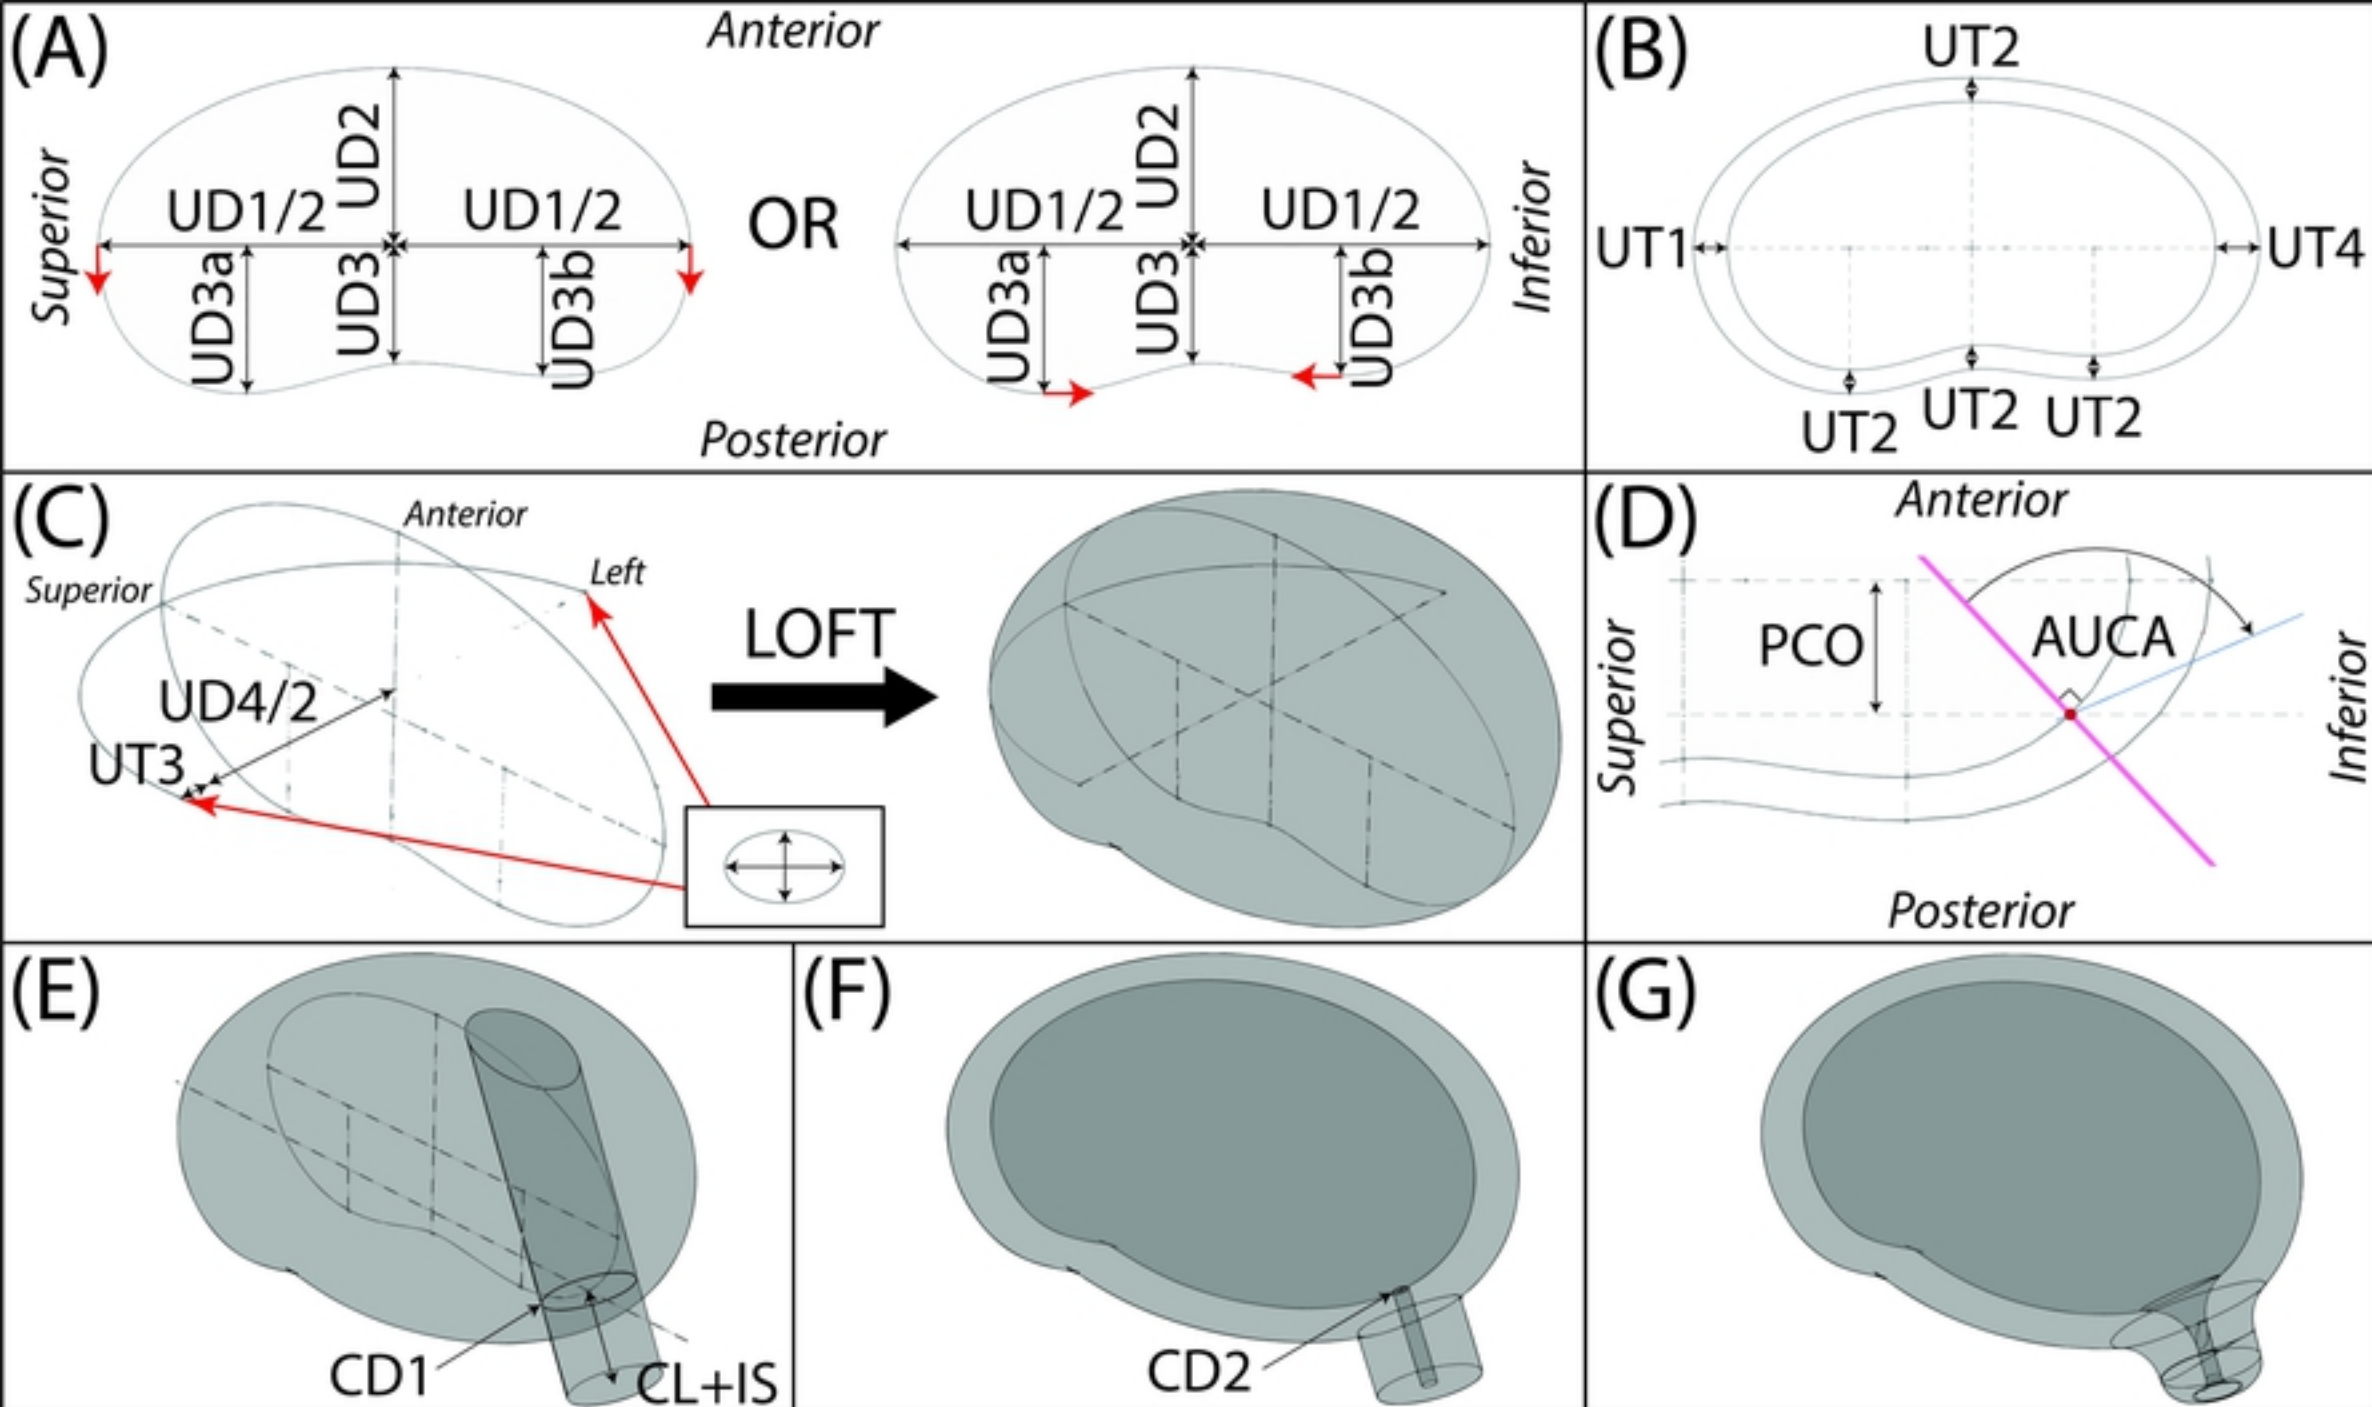 (A)
Anterior
Superior
UD1/2
UD2
UD1/2
UD3a
UD3
UD3b
OR
UD1/2
UD2
UD1/2
UD3a
UD3
UD3b
Inferior
Posterior
(B)
UT2
UT1
UT4
UT2
UT2
UT2
(C)
Anterior
Superior
Left
UD4/2
UT3
LOFT
(D)
Anterior
Superior
PCO
AUCA
Inferior
Posterior
(E)
CD1
CL+IS
(F)
CD2
(G)